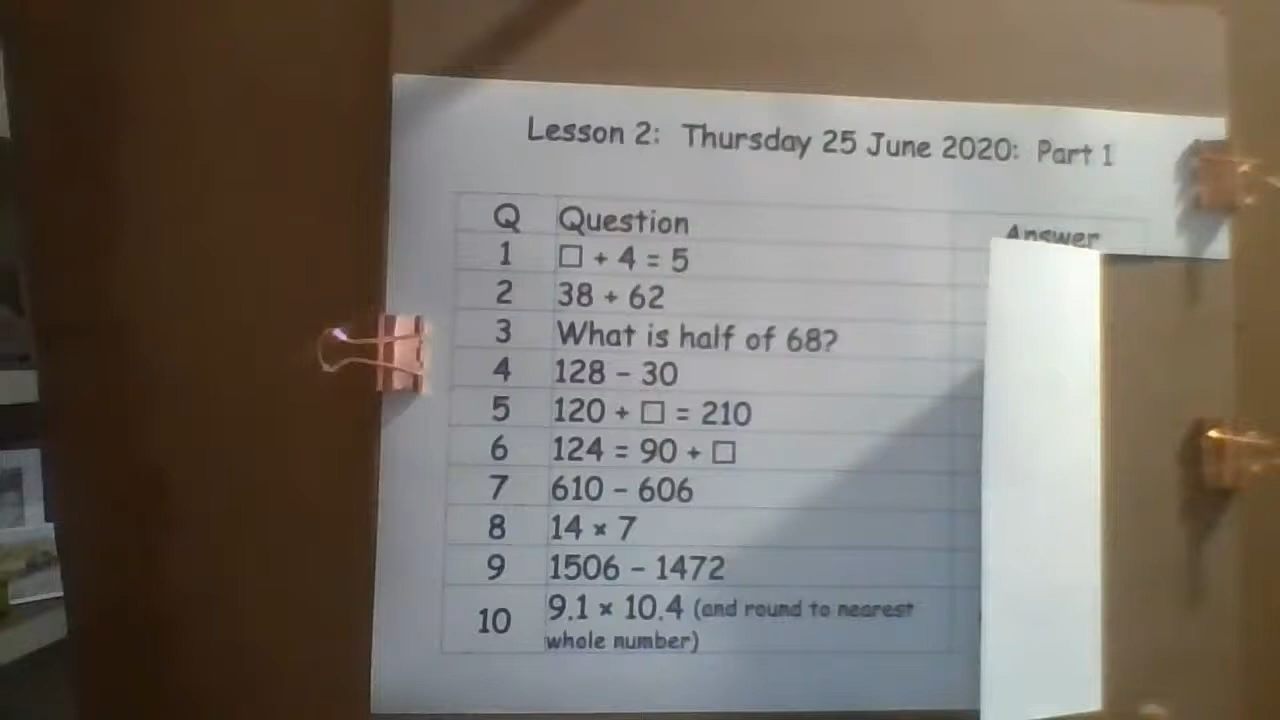 Lesson 2: Thursday 25 June 2020: Part 1
Q Question Answer
1 □ + 4 = 5
2 38 + 62
3 What is half of 68?
4 128 - 30
5 120 + □ = 210
6 124 = 90 + □
7 610 - 606
8 14 × 7
9 1506 - 1472
10 9.1 × 10.4 (and round to nearest
whole number)